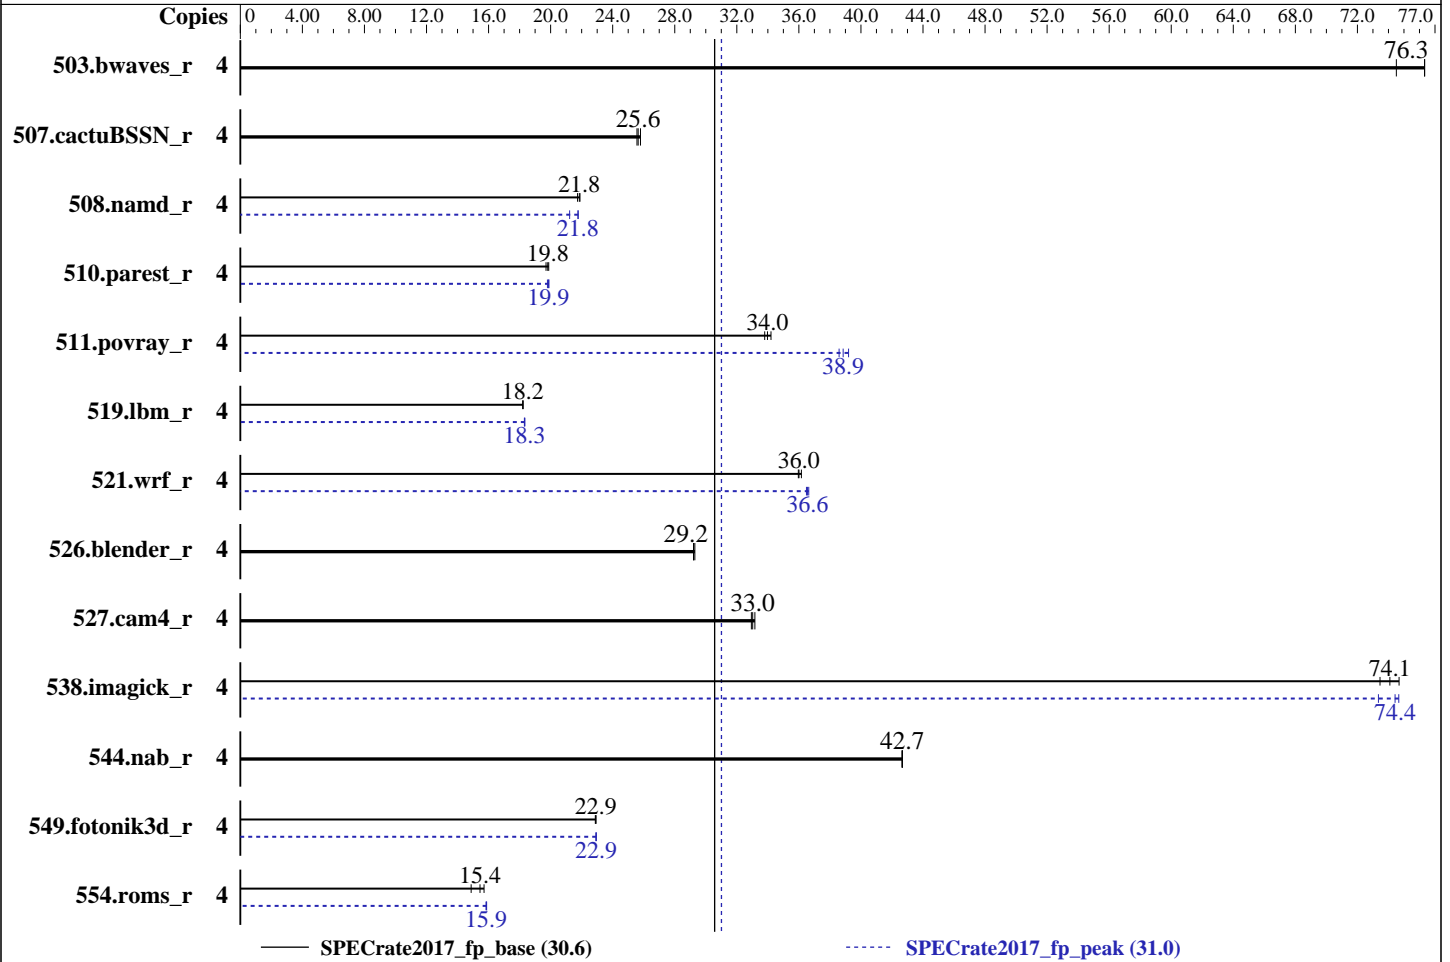 Copies 0 4.00 8.00 12.0 16.0 20.0 24.0 28.0 32.0 36.0 40.0 44.0 48.0 52.0 56.0 60.0 64.0 68.0 72.0 77.0
76.3
503.bwaves_r 4
25.6
507.cactuBSSN_r 4
21.8
508.namd_r 4
21.8
19.8
510.parest_r 4
19.9
34.0
511.povray_r 4
38.9
18.2
519.lbm_r 4
18.3
36.0
521.wrf_r 4
36.6
29.2
526.blender_r 4
33.0
527.cam4_r 4
74.1
538.imagick_r 4
74.4
42.7
544.nab_r 4
22.9
549.fotonik3d_r 4
22.9
15.4
554.roms_r 4
15.9
SPECrate2017_fp_base (30.6) SPECrate2017_fp_peak (31.0)